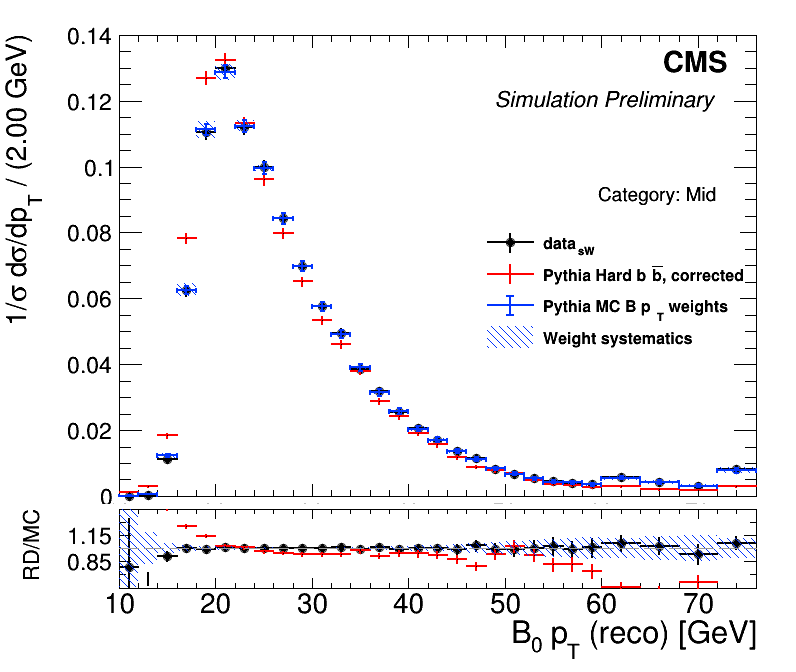 0.14
0.12
0.1
0.08
0.06
0.04
0.02
0
1/σ dσ/dp_T / (2.00 GeV)
CMS
Simulation Preliminary
Category: Mid
data_sW
Pythia Hard b b̅, corrected
Pythia MC B p_T weights
Weight systematics
RD/MC
1.15
0.85
10 20 30 40 50 60 70
B_0 p_T (reco) [GeV]